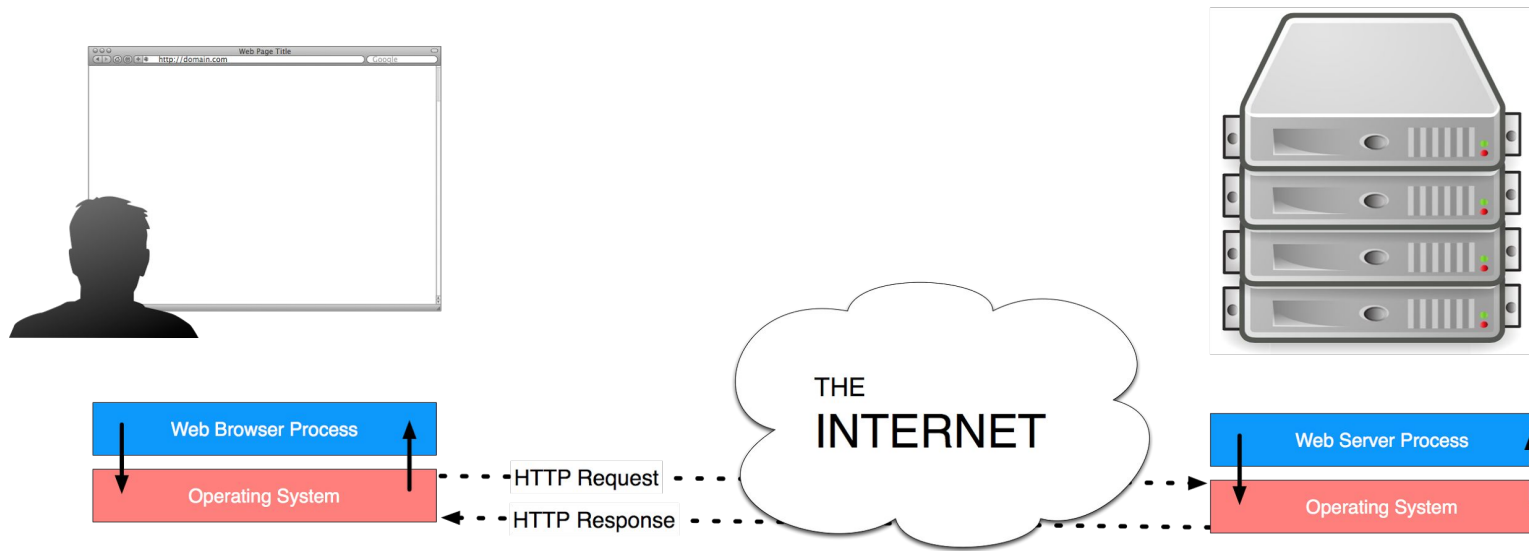 Web Page Title
http://domain.com
Google
THE
INTERNET
Web Browser Process
Web Server Process
HTTP Request
Operating System
Operating System
HTTP Response